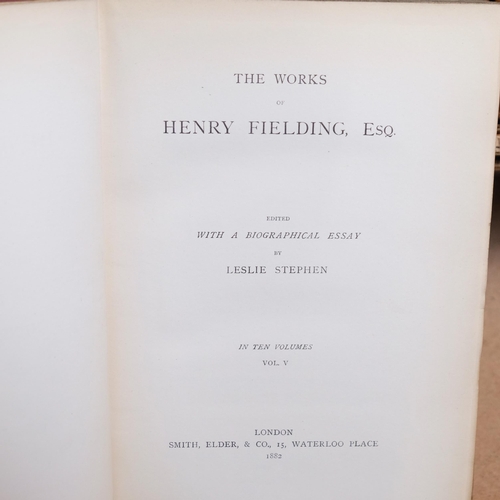 THE WORKS
OF
HENRY FIELDING, ESQ.
EDITED
WITH A BIOGRAPHICAL ESSAY
BY
LESLIE STEPHEN
IN TEN VOLUMES
VOL. V
LONDON
SMITH, ELDER, & CO., 15, WATERLOO PLACE
1882